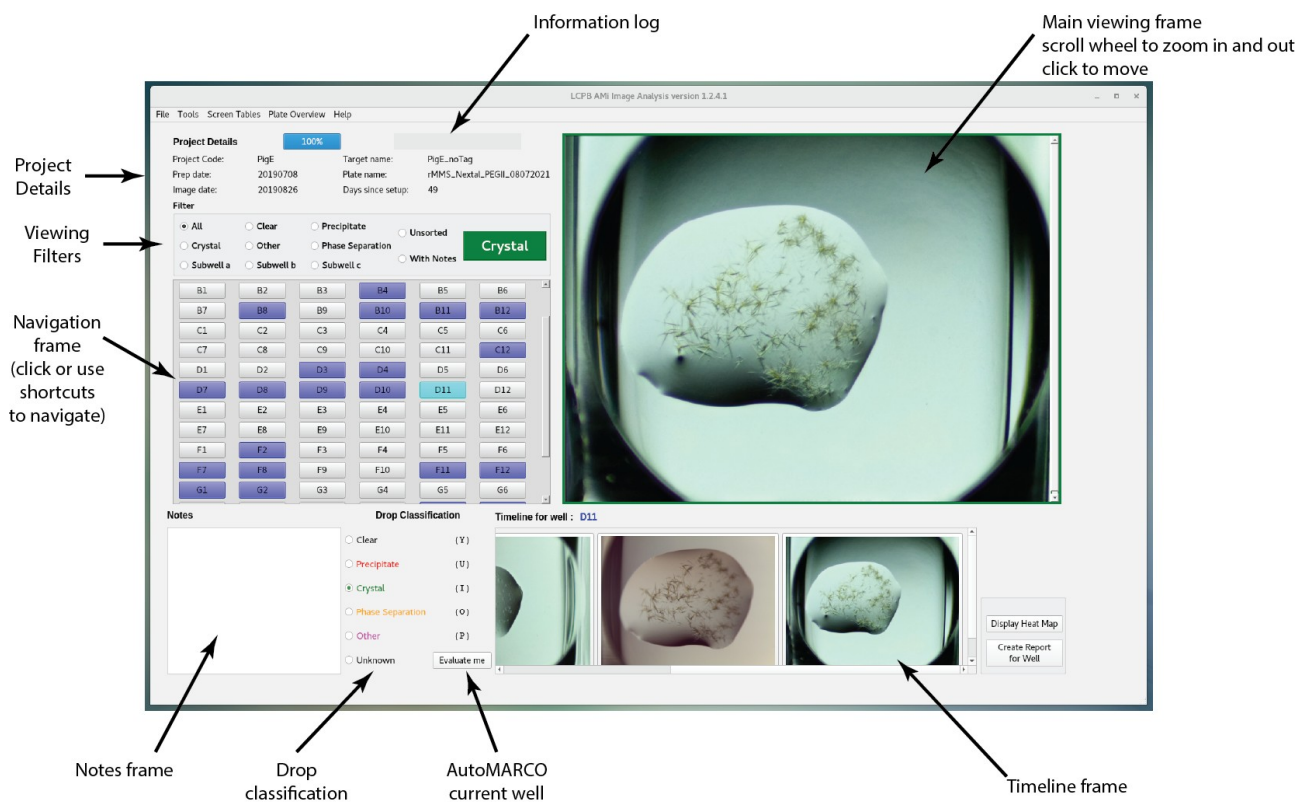 Information log
Main viewing frame
scroll wheel to zoom in and out
click to move
LCPB AMi Image Analysis version 1.2.4.1
File Tools Screen Tables Plate Overview Help
Project Details 100%
Project Code: PigE Target name: PigE_noTag
Prep date: 20190708 Plate name: rMMS_Nextal_PEGII_08072021
Image date: 20190826 Days since setup: 49
Project
Details
Filter
All Clear Precipitate Unsorted
Crystal Other Phase Separation With Notes
Subwell a Subwell b Subwell c
Crystal
Viewing
Filters
B1 B2 B3 B4 B5 B6
B7 B8 B9 B10 B11 B12
C1 C2 C3 C4 C5 C6
C7 C8 C9 C10 C11 C12
D1 D2 D3 D4 D5 D6
D7 D8 D9 D10 D11 D12
E1 E2 E3 E4 E5 E6
E7 E8 E9 E10 E11 E12
F1 F2 F3 F4 F5 F6
F7 F8 F9 F10 F11 F12
G1 G2 G3 G4 G5 G6
Navigation
frame
(click or use
shortcuts
to navigate)
Notes Drop Classification Timeline for well : D11
Clear (Y)
Precipitate (U)
Crystal (I)
Phase Separation (O)
Other (P)
Unknown Evaluate me
Display Heat Map
Create Report
for Well
Notes frame
Drop
classification
AutoMARCO
current well
Timeline frame